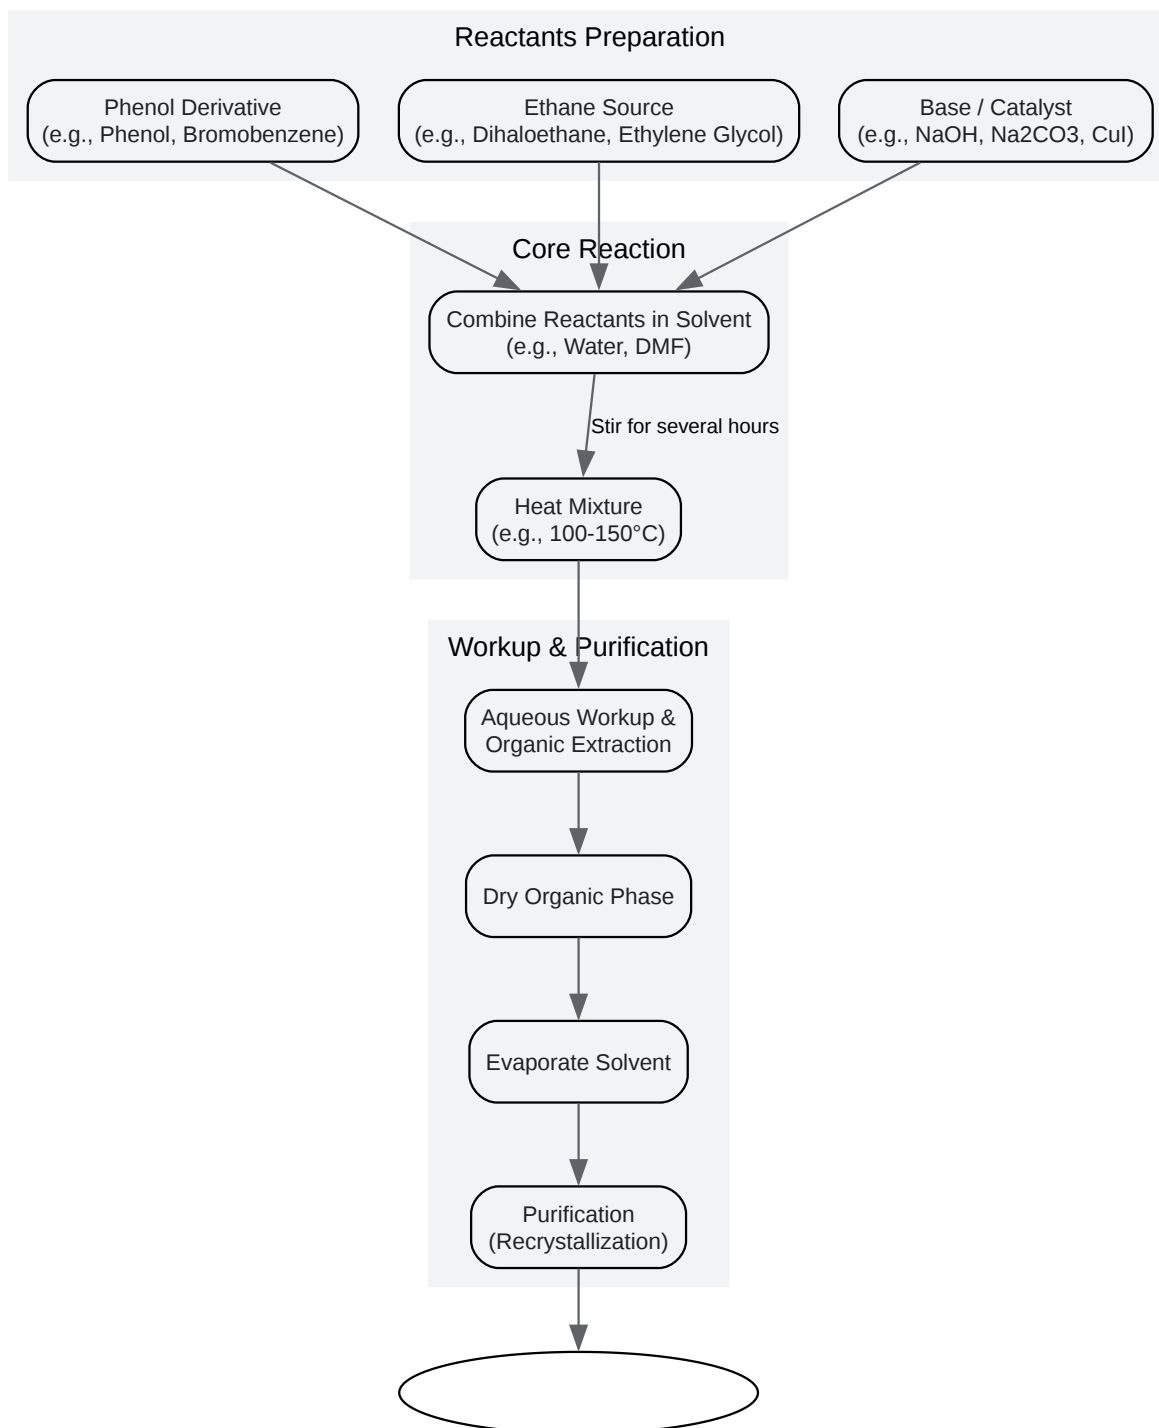 Reactants Preparation
Phenol Derivative
(e.g., Phenol, Bromobenzene)
Ethane Source
(e.g., Dihaloethane, Ethylene Glycol)
Base / Catalyst
(e.g., NaOH, Na2CO3, CuI)
Core Reaction
Combine Reactants in Solvent
(e.g., Water, DMF)
Stir for several hours
Heat Mixture
(e.g., 100-150°C)
Workup & Purification
Aqueous Workup &
Organic Extraction
Dry Organic Phase
Evaporate Solvent
Purification
(Recrystallization)